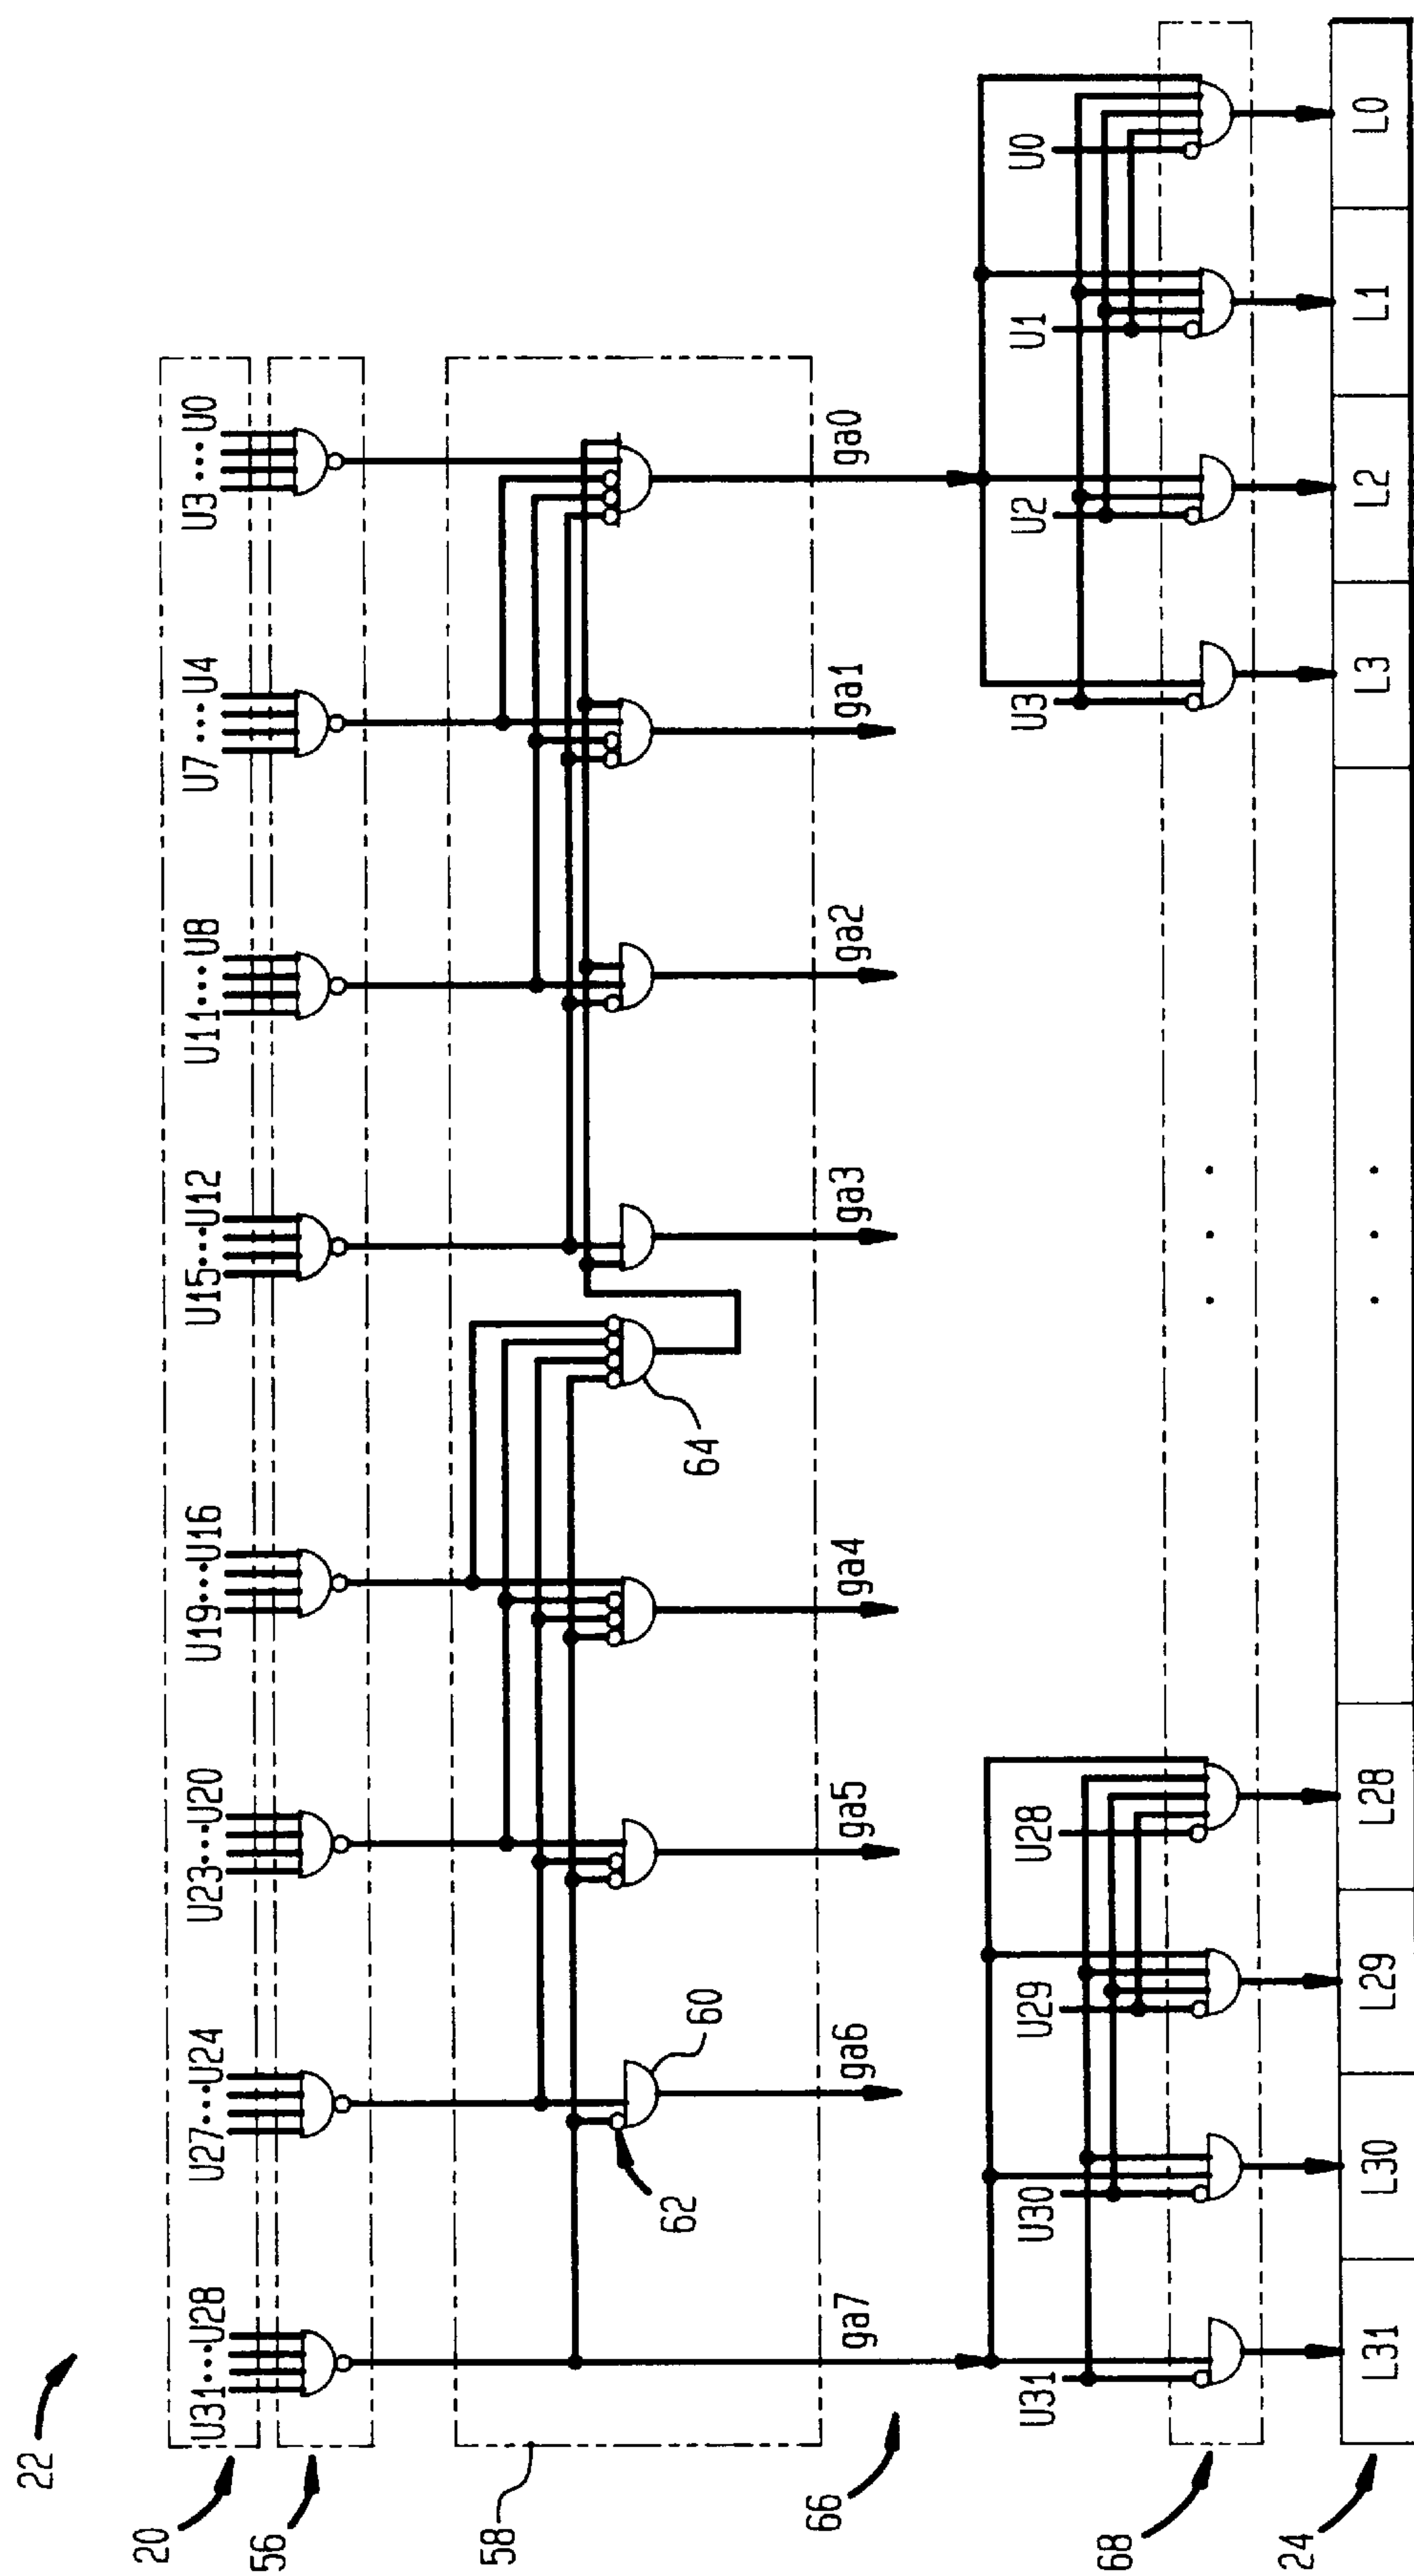 22
20
U31...U28
U27...U24
U23...U20
U19...U16
U15...U12
U11...U8
U7...U4
U3...U0
56
58
62
60
64
66
ga7
ga6
ga5
ga4
ga3
ga2
ga1
ga0
U31
U30
U29
U28
U3
U2
U1
U0
68
24
L31
L30
L29
L28
...
L3
L2
L1
L0